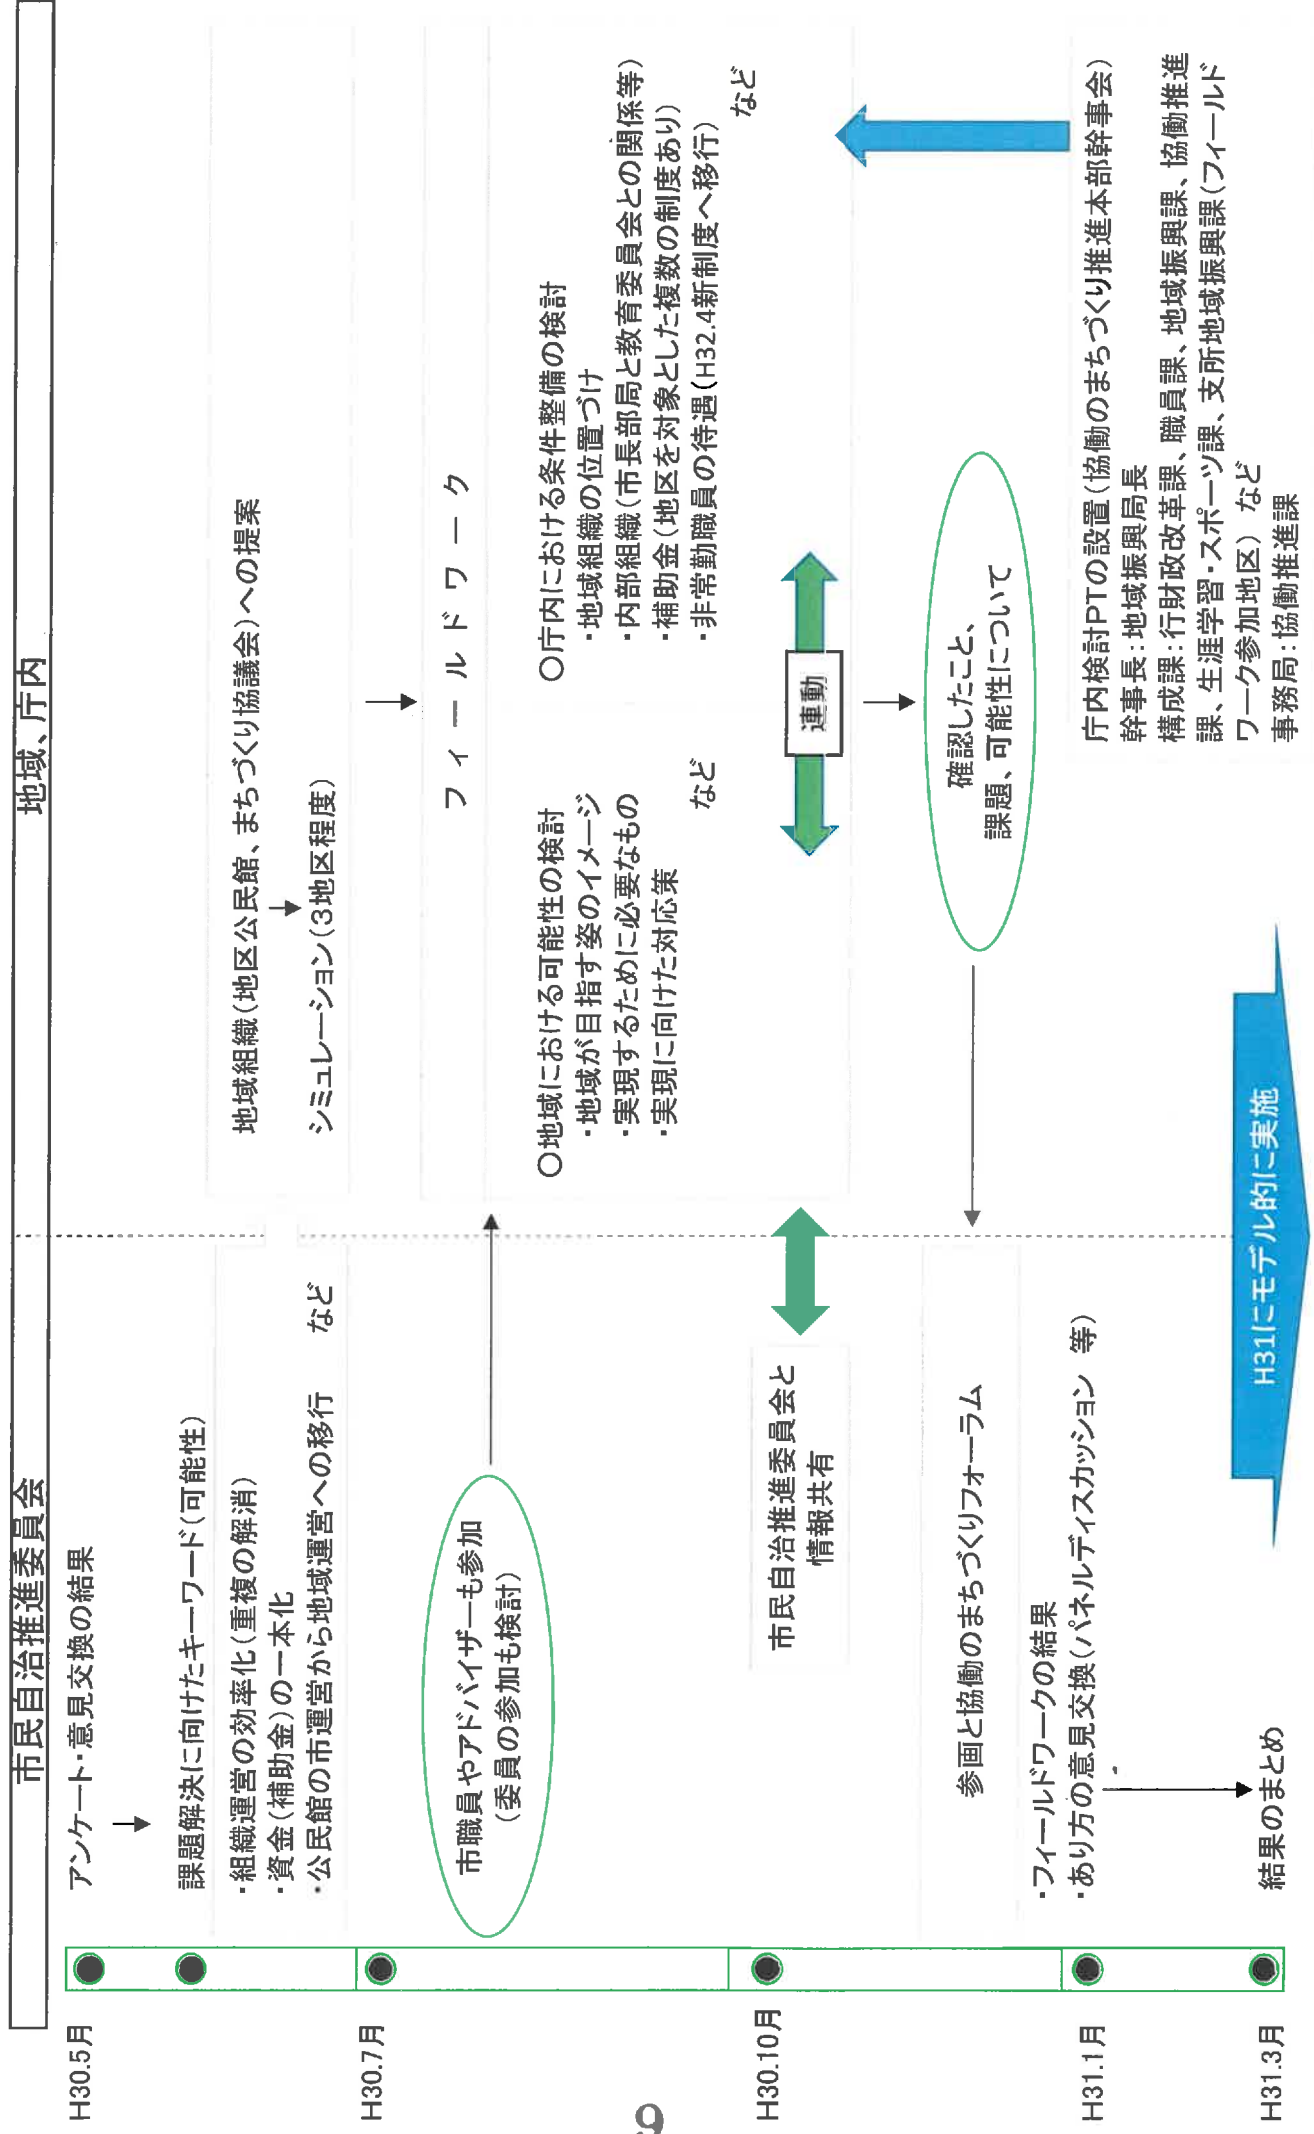 市民自治推進委員会
地域、庁内
H30.5月
アンケート・意見交換の結果
課題解決に向けたキーワード(可能性)
・組織運営の効率化(重複の解消)
・資金(補助金)の一本化
・公民館の市運営から地域運営への移行 など
地域組織(地区公民館、まちづくり協議会)への提案
シミュレーション(3地区程度)
H30.7月
市職員やアドバイザーも参加
(委員の参加も検討)
フィールドワーク
〇地域における可能性の検討
・地域が目指す姿のイメージ
・実現するために必要なもの
・実現に向けた対応策
など
〇庁内における条件整備の検討
・地域組織の位置づけ
・内部組織(市長部局と教育委員会との関係等)
・補助金(地区を対象とした複数の制度あり)
・非常勤職員の待遇(H32.4新制度へ移行)
など
H30.10月
市民自治推進委員会と
情報共有
連動
確認したこと、
課題、可能性について
参画と協働のまちづくりフォーラム
H31.1月
・フィールドワークの結果
・あり方の意見交換(パネルディスカッション 等)
庁内検討PTの設置(協働のまちづくり推進本部幹事会)
幹事長:地域振興局長
構成課:行財政改革課、職員課、地域振興課、協働推進
課、生涯学習・スポーツ課、支所地域振興課(フィールド
ワーク参加地区) など
事務局:協働推進課
H31.3月
結果のまとめ
H31にモデル的に実施
9